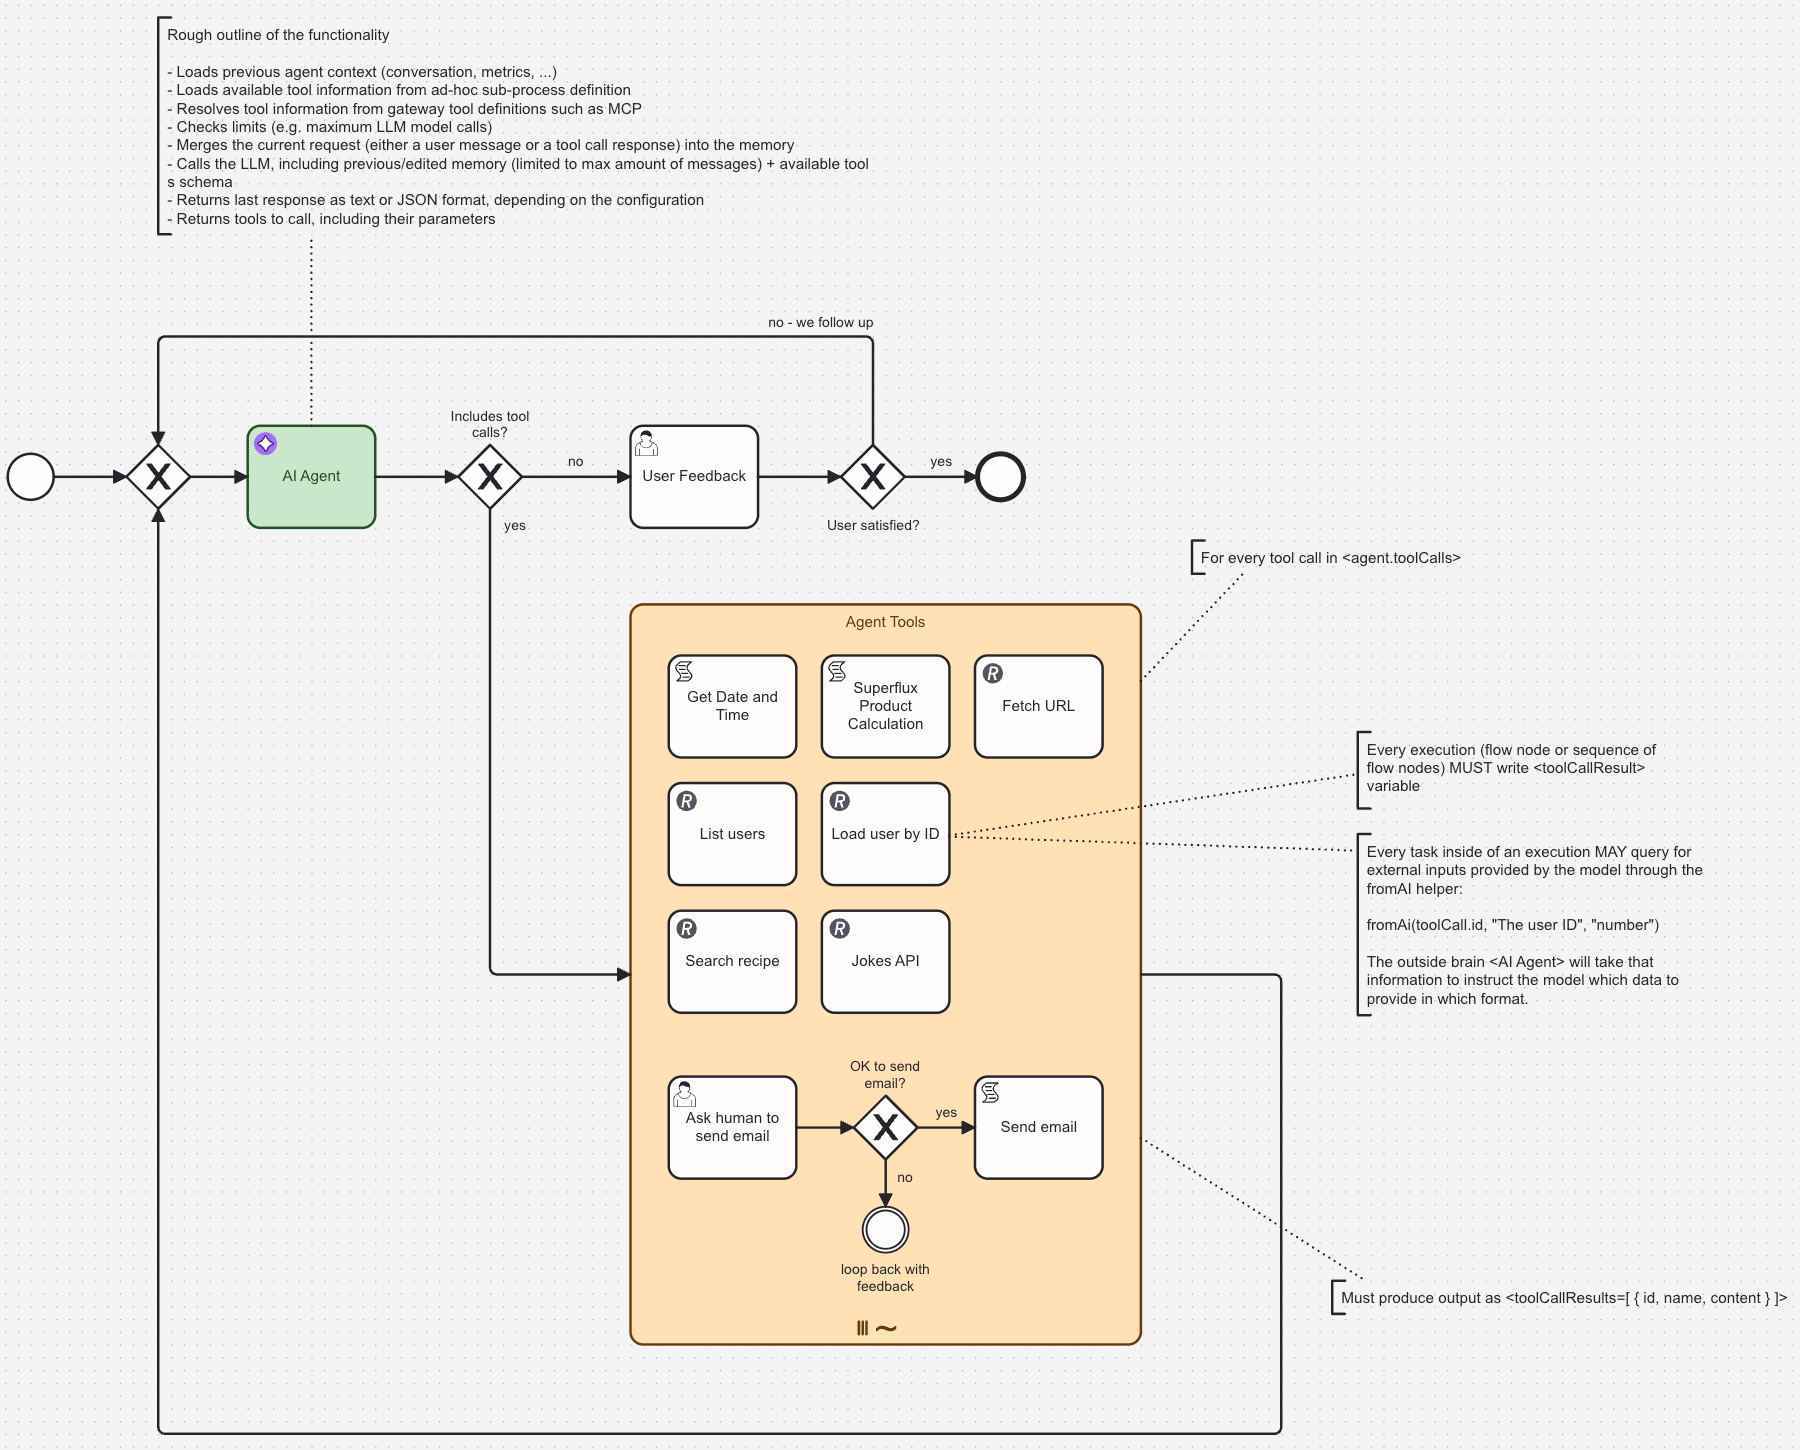 Rough outline of the functionality
- Loads previous agent context (conversation, metrics, ...)
- Loads available tool information from ad-hoc sub-process definition
- Resolves tool information from gateway tool definitions such as MCP
- Checks limits (e.g. maximum LLM model calls)
- Merges the current request (either a user message or a tool call response) into the memory
- Calls the LLM, including previous/edited memory (limited to max amount of messages) + available tool
s schema
- Returns last response as text or JSON format, depending on the configuration
- Returns tools to call, including their parameters
no - we follow up
Includes tool
calls?
AI Agent
no
User Feedback
yes
yes
User satisfied?
For every tool call in <agent.toolCalls>
Agent Tools
Get Date and
Time
Superflux
Product
Calculation
R
Fetch URL
Every execution (flow node or sequence of
flow nodes) MUST write <toolCallResult>
variable
R
List users
R
Load user by ID
Every task inside of an execution MAY query for
external inputs provided by the model through the
fromAI helper:
fromAi(toolCall.id, "The user ID", "number")
The outside brain <AI Agent> will take that
information to instruct the model which data to
provide in which format.
R
Search recipe
R
Jokes API
OK to send
email?
Ask human to
send email
yes
Send email
no
loop back with
feedback
Must produce output as <toolCallResults=[ { id, name, content } ]>